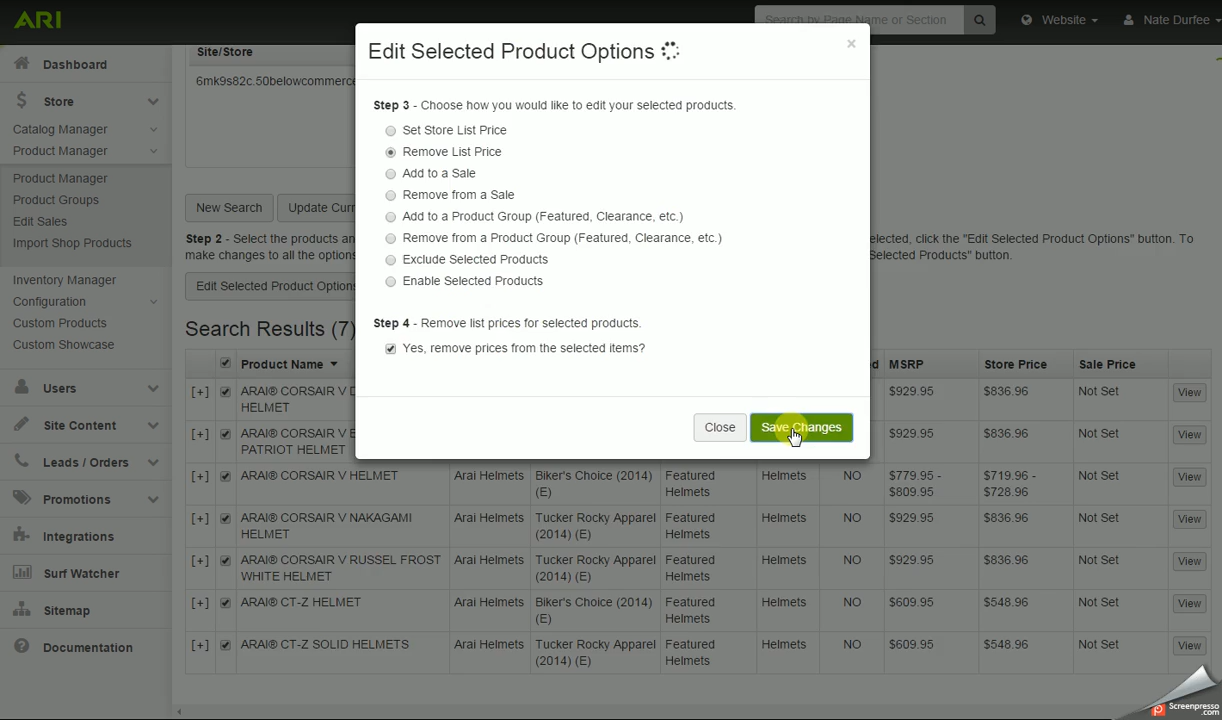 ARI
Search by Page Name or Section
Website
Nate Durfee
Dashboard
Store
Catalog Manager
Product Manager
Product Manager
Product Groups
Edit Sales
Import Shop Products
Inventory Manager
Configuration
Custom Products
Custom Showcase
Users
Site Content
Leads / Orders
Promotions
Integrations
Surf Watcher
Sitemap
Documentation
Site/Store
6mk9s82c.50belowcommerce
New Search
Update Curr
Step 2 - Select the products an
elected, click the "Edit Selected Product Options" button. To
make changes to all the options
Selected Products" button.
Edit Selected Product Options
Search Results (7)
Edit Selected Product Options
×
Step 3 - Choose how you would like to edit your selected products.
Set Store List Price
Remove List Price
Add to a Sale
Remove from a Sale
Add to a Product Group (Featured, Clearance, etc.)
Remove from a Product Group (Featured, Clearance, etc.)
Exclude Selected Products
Enable Selected Products
Step 4 - Remove list prices for selected products.
Yes, remove prices from the selected items?
Close
Save Changes
Product Name
d MSRP Store Price Sale Price
[+] ARAI® CORSAIR V D $929.95 $836.96 Not Set View
HELMET
[+] ARAI® CORSAIR V E $929.95 $836.96 Not Set View
PATRIOT HELMET
[+] ARAI® CORSAIR V HELMET Arai Helmets Biker's Choice (2014) Featured Helmets NO $779.95 - $719.96 - Not Set View
(E) Helmets $809.95 $728.96
[+] ARAI® CORSAIR V NAKAGAMI Arai Helmets Tucker Rocky Apparel Featured Helmets NO $929.95 $836.96 Not Set View
HELMET (2014) (E) Helmets
[+] ARAI® CORSAIR V RUSSEL FROST Arai Helmets Tucker Rocky Apparel Featured Helmets NO $929.95 $836.96 Not Set View
WHITE HELMET (2014) (E) Helmets
[+] ARAI® CT-Z HELMET Arai Helmets Biker's Choice (2014) Featured Helmets NO $609.95 $548.96 Not Set View
(E) Helmets
[+] ARAI® CT-Z SOLID HELMETS Arai Helmets Tucker Rocky Apparel Featured Helmets NO $609.95 $548.96 Not Set View
(2014) (E) Helmets
Screenpresso
.com